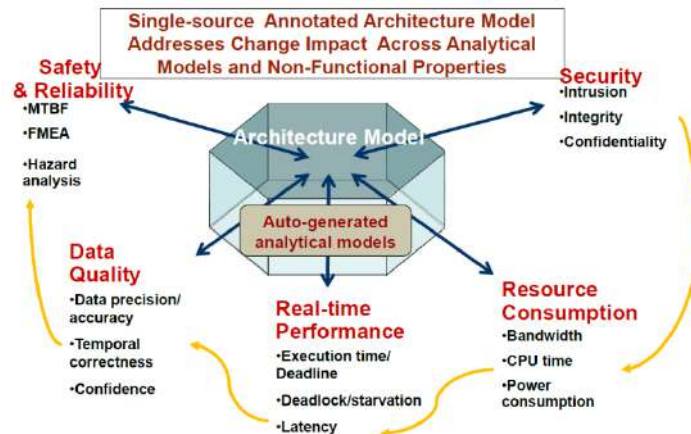 Single-source Annotated Architecture Model
Addresses Change Impact Across Analytical
Models and Non-Functional Properties
Safety
& Reliability
•MTBF
•FMEA
•Hazard
analysis
Security
•Intrusion
•Integrity
•Confidentiality
Architecture Model
Auto-generated
analytical models
Data
Quality
•Data precision/
accuracy
•Temporal
correctness
•Confidence
Real-time
Performance
•Execution time/
Deadline
•Deadlock/starvation
•Latency
Resource
Consumption
•Bandwidth
•CPU time
•Power
consumption